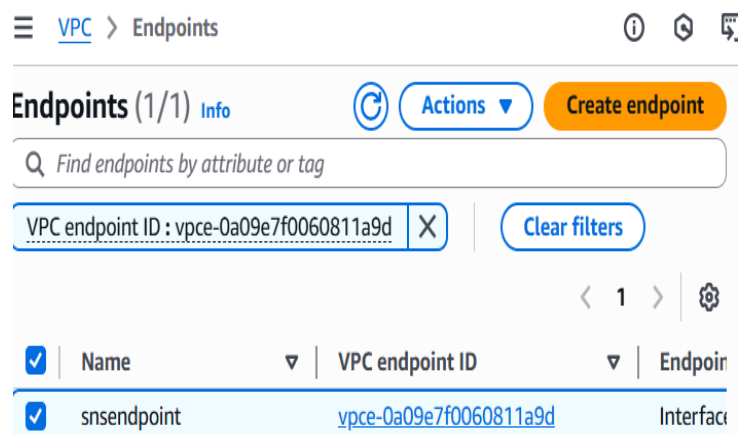 VPC > Endpoints
Endpoints (1/1) Info Actions ▼ Create endpoint
Find endpoints by attribute or tag
VPC endpoint ID : vpce-0a09e7f0060811a9d Clear filters
1
Name VPC endpoint ID Endpoin
snsendpoint vpce-0a09e7f0060811a9d Interface